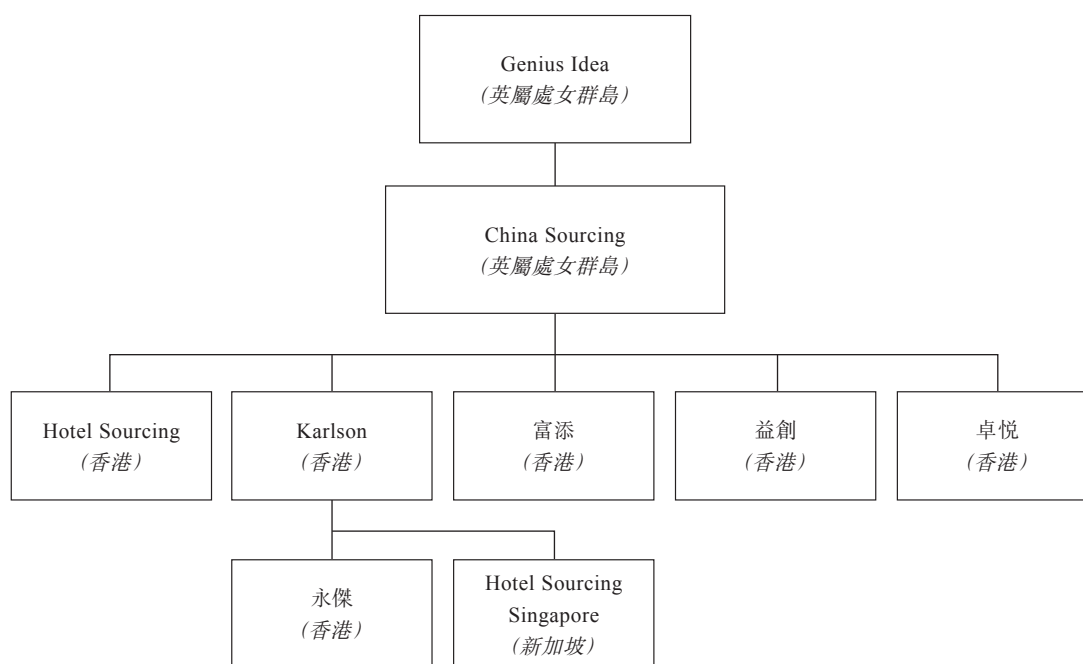 Genius Idea
(英屬處女群島)
China Sourcing
(英屬處女群島)
Hotel Sourcing
(香港)
Karlson
(香港)
富添
(香港)
益創
(香港)
卓悦
(香港)
永傑
(香港)
Hotel Sourcing
Singapore
(新加坡)